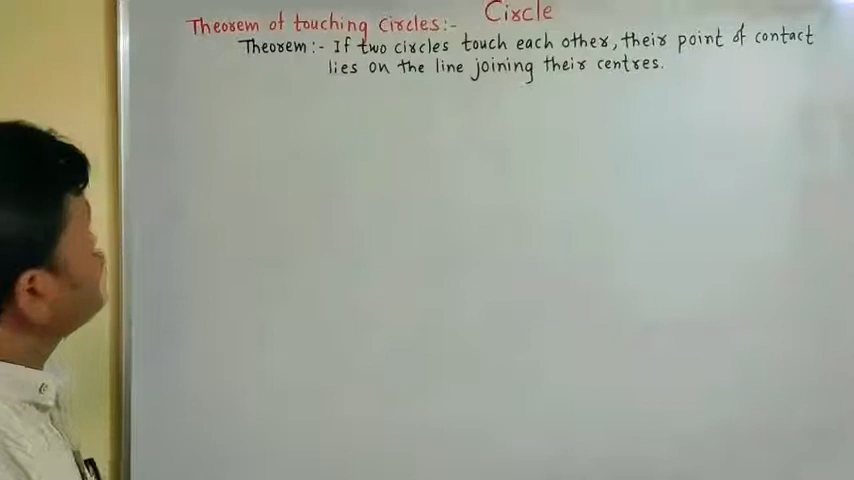 Circle
Theorem of touching Circles:-
Theorem:- If two circles touch each other, their point of contact
lies on the line joining their centres.